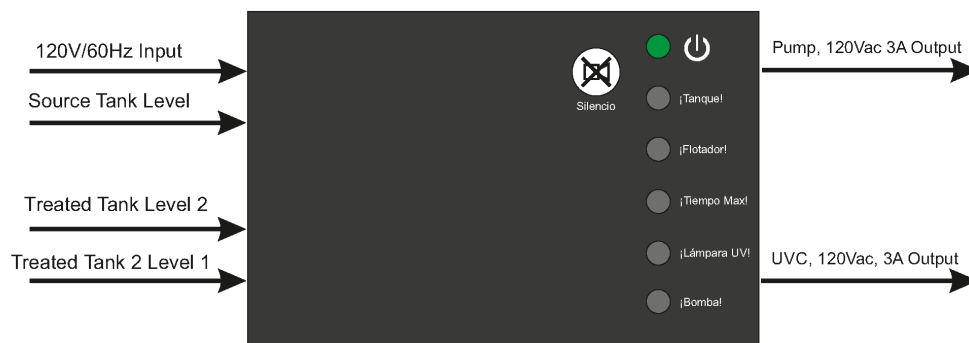 120V/60Hz Input
Source Tank Level
Treated Tank Level 2
Treated Tank 2 Level 1
Silencio
¡Tanque!
¡Flotador!
¡Tiempo Max!
¡Lámpara UV!
¡Bomba!
Pump, 120Vac 3A Output
UVC, 120Vac, 3A Output